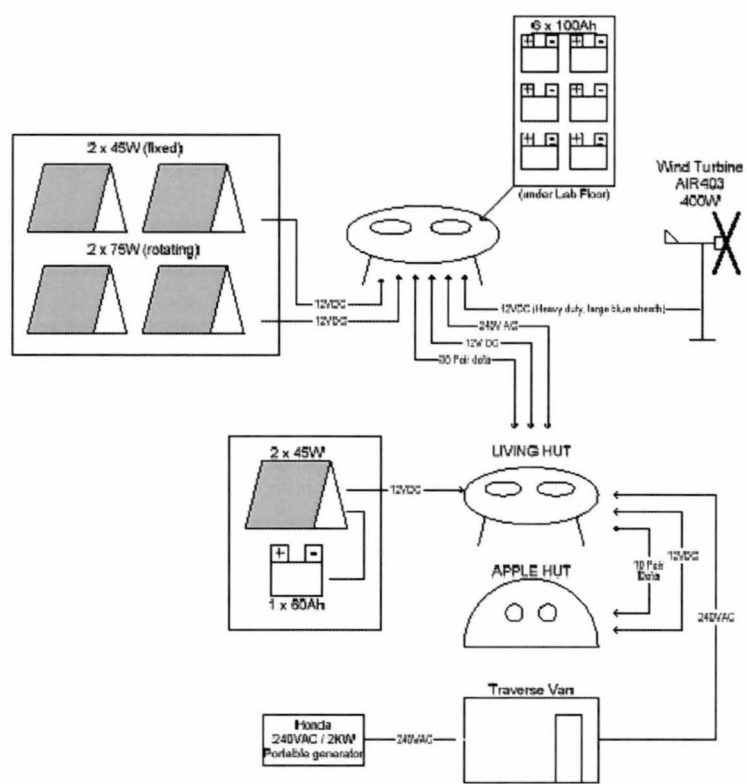 6 x 100Ah
+ -
+ -
+ -
+ -
+ -
+ -
(under Lab Floor)
2 x 45W (fixed)
2 x 75W (rotating)
Wind Turbine
AIR403
400W
12VDC
12VDC
12VDC (Heavy duty, large blue sheath)
240V AC
12V DC
30 Pair data
2 x 45W
+ -
1 x 60Ah
12VDC
LIVING HUT
APPLE HUT
10 Pair
Data
12VDC
240VAC
Traverse Van
Honda
240VAC / 2KW
Portable generator
240VAC